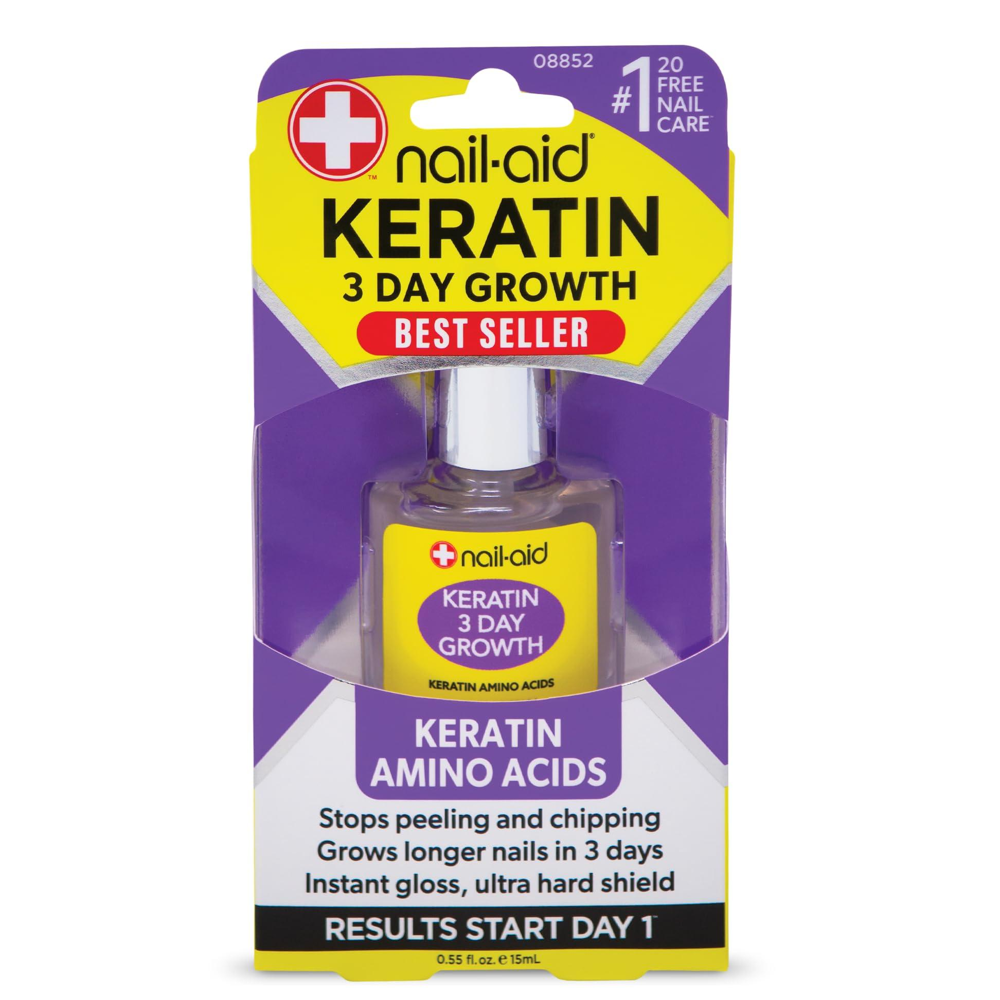 08852
#1
20
FREE
NAIL
CARE™
™
nail-aid®
KERATIN
3 DAY GROWTH
BEST SELLER
nail-aid
KERATIN
3 DAY
GROWTH
KERATIN AMINO ACIDS
KERATIN
AMINO ACIDS
Stops peeling and chipping
Grows longer nails in 3 days
Instant gloss, ultra hard shield
RESULTS START DAY 1™
0.55 fl.oz. ℮ 15mL